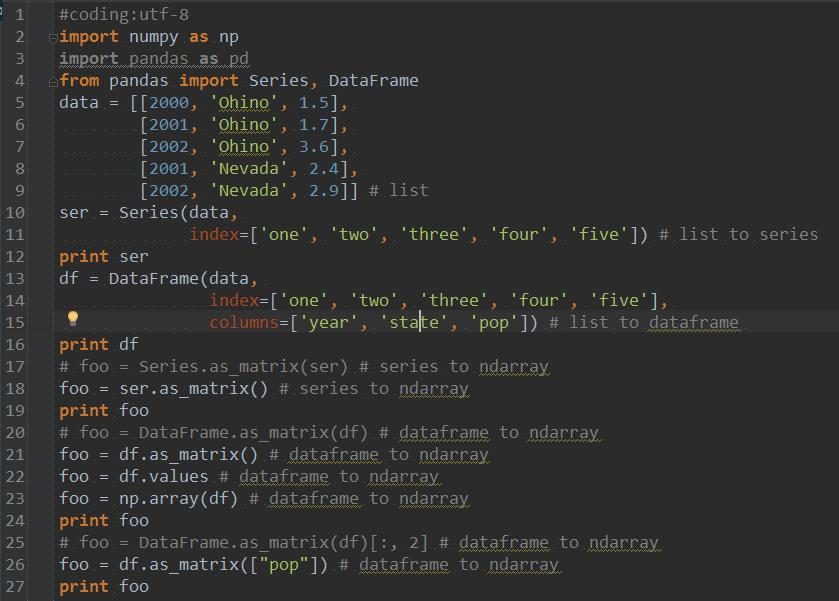 1 #coding:utf-8
2 import numpy as np
3 import pandas as pd
4 from pandas import Series, DataFrame
5 data = [[2000, 'Ohino', 1.5],
6         [2001, 'Ohino', 1.7],
7         [2002, 'Ohino', 3.6],
8         [2001, 'Nevada', 2.4],
9         [2002, 'Nevada', 2.9]] # list
10 ser = Series(data,
11              index=['one', 'two', 'three', 'four', 'five']) # list to series
12 print ser
13 df = DataFrame(data,
14                index=['one', 'two', 'three', 'four', 'five'],
15                columns=['year', 'state', 'pop']) # list to dataframe
16 print df
17 # foo = Series.as_matrix(ser) # series to ndarray
18 foo = ser.as_matrix() # series to ndarray
19 print foo
20 # foo = DataFrame.as_matrix(df) # dataframe to ndarray
21 foo = df.as_matrix() # dataframe to ndarray
22 foo = df.values # dataframe to ndarray
23 foo = np.array(df) # dataframe to ndarray
24 print foo
25 # foo = DataFrame.as_matrix(df)[:, 2] # dataframe to ndarray
26 foo = df.as_matrix(["pop"]) # dataframe to ndarray
27 print foo